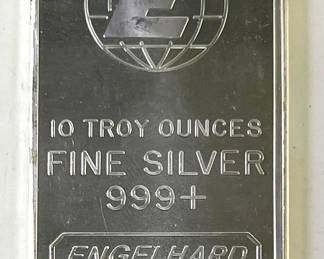 E
10 TROY OUNCES
FINE SILVER
999+
ENGELHARD